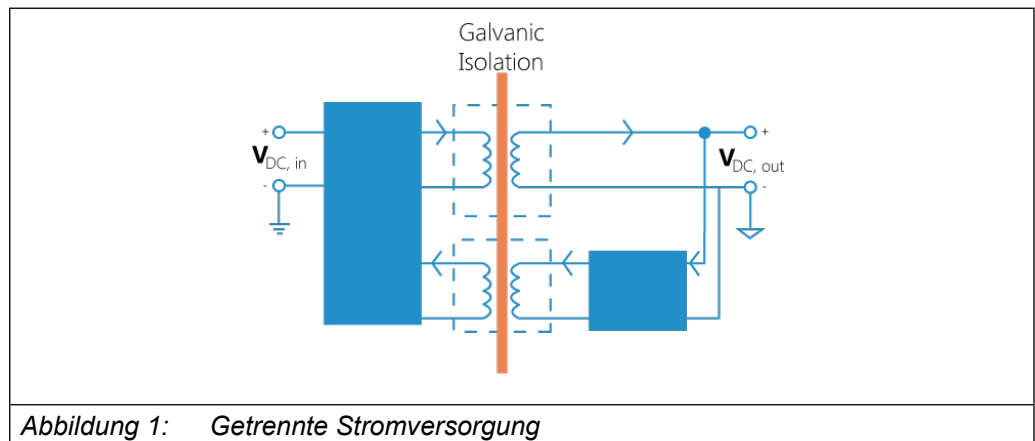 Galvanic
Isolation
+ +
V DC, in V DC, out
- -
Abbildung 1: Getrennte Stromversorgung